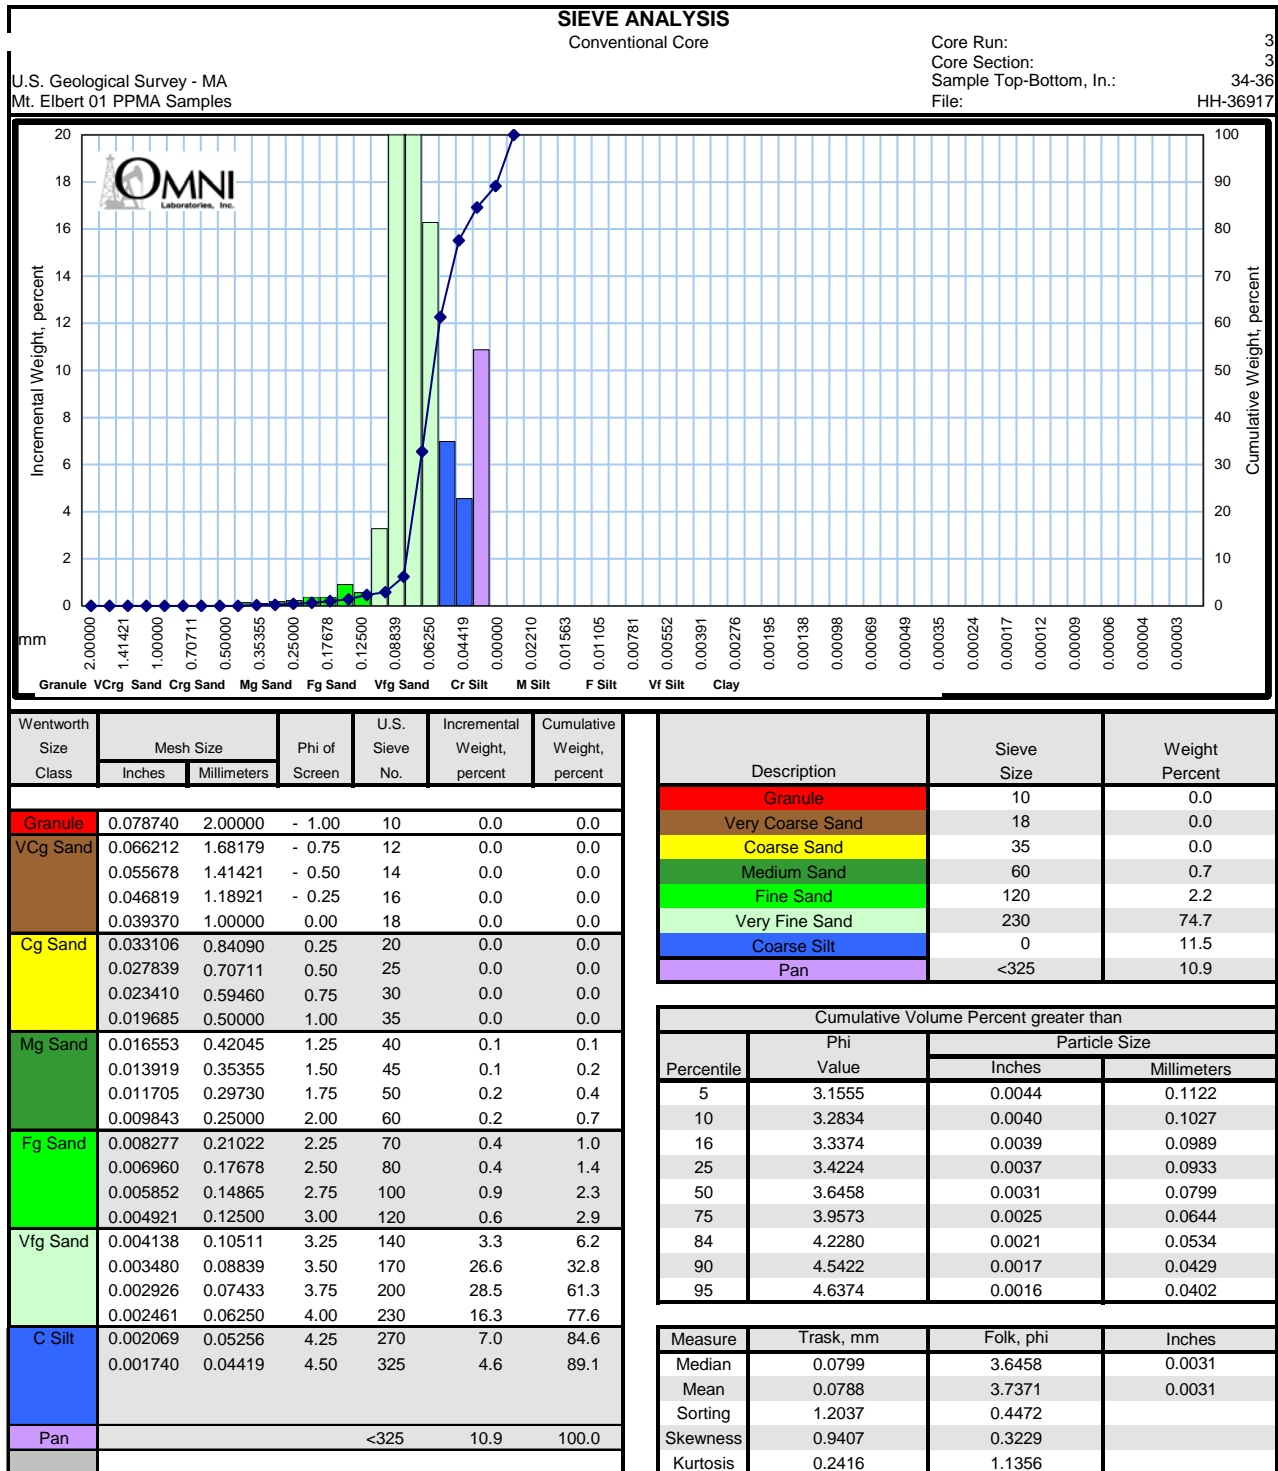 SIEVE ANALYSIS
Conventional Core
Core Run: 3
Core Section: 3
U.S. Geological Survey - MA
Sample Top-Bottom, In.: 34-36
Mt. Elbert 01 PPMA Samples
File: HH-36917
OMNI
Laboratories, Inc.
Incremental Weight, percent
20
18
16
14
12
10
8
6
4
2
0
100
90
80
70
60
50
40
30
20
10
0
Cumulative Weight, percent
mm
2.00000 1.41421 1.00000 0.70711 0.50000 0.35355 0.25000 0.17678 0.12500 0.08839 0.06250 0.04419 0.00000 0.02210 0.01563 0.01105 0.00781 0.00552 0.00391 0.00276 0.00195 0.00138 0.00098 0.00069 0.00049 0.00035 0.00024 0.00017 0.00012 0.00009 0.00006 0.00004 0.00003
Granule VCrg Sand Crg Sand Mg Sand Fg Sand Vfg Sand Cr Silt M Silt F Silt Vf Silt Clay
Wentworth U.S. Incremental Cumulative
Size Mesh Size Phi of Sieve Weight, Weight,
Class Inches Millimeters Screen No. percent percent
Granule 0.078740 2.00000 - 1.00 10 0.0 0.0
VCg Sand 0.066212 1.68179 - 0.75 12 0.0 0.0
0.055678 1.41421 - 0.50 14 0.0 0.0
0.046819 1.18921 - 0.25 16 0.0 0.0
0.039370 1.00000 0.00 18 0.0 0.0
Cg Sand 0.033106 0.84090 0.25 20 0.0 0.0
0.027839 0.70711 0.50 25 0.0 0.0
0.023410 0.59460 0.75 30 0.0 0.0
0.019685 0.50000 1.00 35 0.0 0.0
Mg Sand 0.016553 0.42045 1.25 40 0.1 0.1
0.013919 0.35355 1.50 45 0.1 0.2
0.011705 0.29730 1.75 50 0.2 0.4
0.009843 0.25000 2.00 60 0.2 0.7
Fg Sand 0.008277 0.21022 2.25 70 0.4 1.0
0.006960 0.17678 2.50 80 0.4 1.4
0.005852 0.14865 2.75 100 0.9 2.3
0.004921 0.12500 3.00 120 0.6 2.9
Vfg Sand 0.004138 0.10511 3.25 140 3.3 6.2
0.003480 0.08839 3.50 170 26.6 32.8
0.002926 0.07433 3.75 200 28.5 61.3
0.002461 0.06250 4.00 230 16.3 77.6
C Silt 0.002069 0.05256 4.25 270 7.0 84.6
0.001740 0.04419 4.50 325 4.6 89.1
Pan <325 10.9 100.0
Sieve Weight
Description Size Percent
Granule 10 0.0
Very Coarse Sand 18 0.0
Coarse Sand 35 0.0
Medium Sand 60 0.7
Fine Sand 120 2.2
Very Fine Sand 230 74.7
Coarse Silt 0 11.5
Pan <325 10.9
Cumulative Volume Percent greater than
Phi Particle Size
Percentile Value Inches Millimeters
5 3.1555 0.0044 0.1122
10 3.2834 0.0040 0.1027
16 3.3374 0.0039 0.0989
25 3.4224 0.0037 0.0933
50 3.6458 0.0031 0.0799
75 3.9573 0.0025 0.0644
84 4.2280 0.0021 0.0534
90 4.5422 0.0017 0.0429
95 4.6374 0.0016 0.0402
Measure Trask, mm Folk, phi Inches
Median 0.0799 3.6458 0.0031
Mean 0.0788 3.7371 0.0031
Sorting 1.2037 0.4472
Skewness 0.9407 0.3229
Kurtosis 0.2416 1.1356